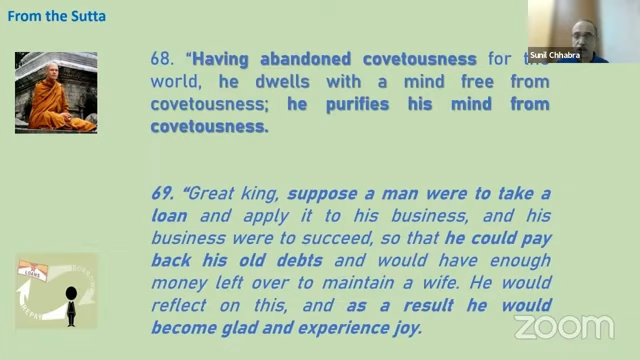 From the Sutta
Sunil Chhabra
68. "Having abandoned covetousness for the
world, he dwells with a mind free from
covetousness; he purifies his mind from
covetousness.
69. "Great king, suppose a man were to take a
loan and apply it to his business, and his
business were to succeed, so that he could pay
back his old debts and would have enough
money left over to maintain a wife. He would
reflect on this, and as a result he would
become glad and experience joy.
LOANS
zoom